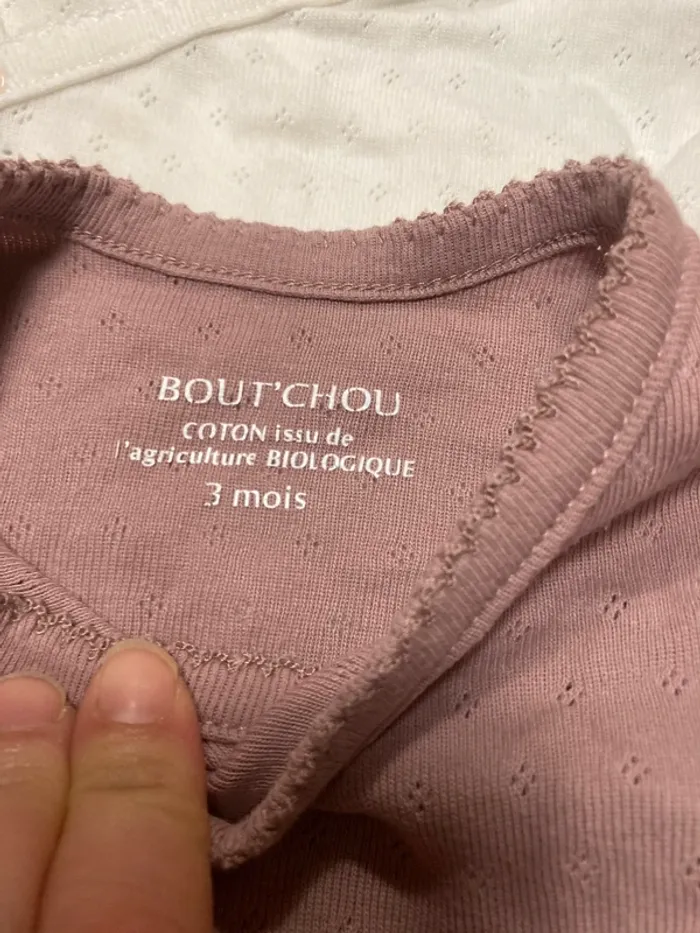 BOUT'CHOU
COTON issu de
l'agriculture BIOLOGIQUE
3 mois